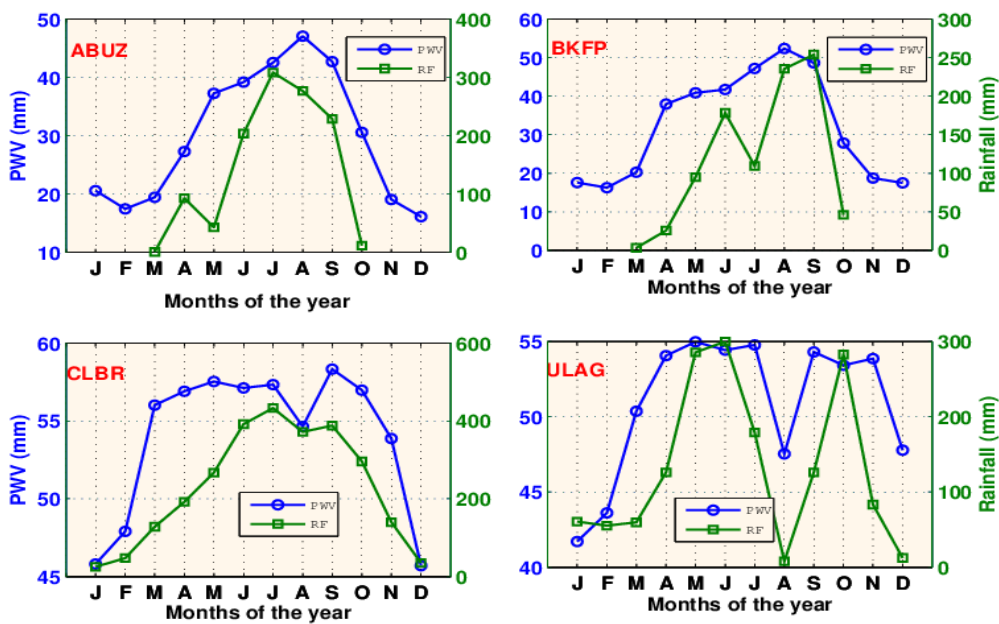 ABUZ
PWV
RF
50
40
30
20
10
400
300
200
100
0
PWV (mm)
J F M A M J J A S O N D
Months of the year
BKFP
PWV
RF
60
50
40
30
20
10
0
300
250
200
150
100
50
0
Rainfall (mm)
J F M A M J J A S O N D
Months of the year
CLBR
PWV
RF
60
55
50
45
600
400
200
0
PWV (mm)
J F M A M J J A S O N D
Months of the year
ULAG
PWV
RF
55
50
45
40
300
200
100
0
Rainfall (mm)
J F M A M J J A S O N D
Months of the year